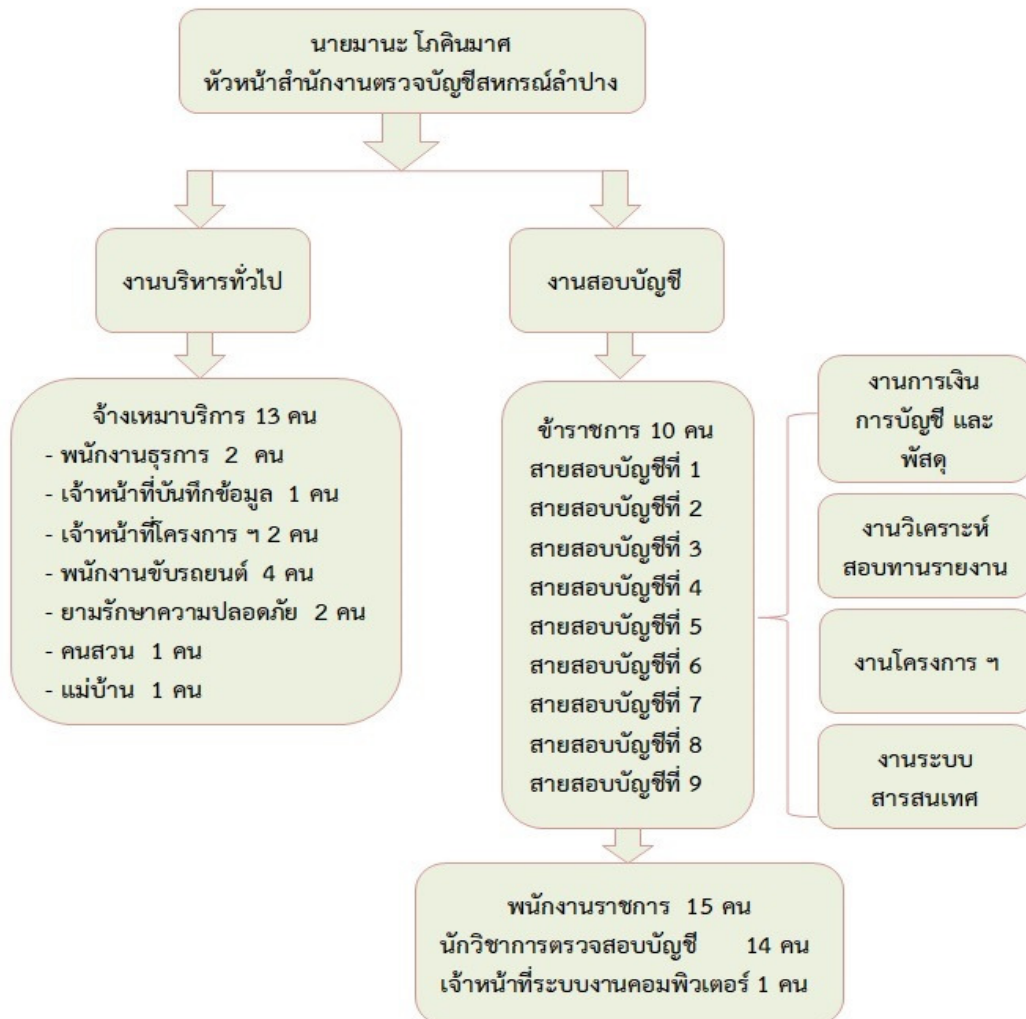 นายมานะ โภคินมาศ
หัวหน้าสำนักงานตรวจบัญชีสหกรณ์ลำปาง
งานบริหารทั่วไป
งานสอบบัญชี
จ้างเหมาบริการ 13 คน
- พนักงานธุรการ 2 คน
- เจ้าหน้าที่บันทึกข้อมูล 1 คน
- เจ้าหน้าที่โครงการ ฯ 2 คน
- พนักงานขับรถยนต์ 4 คน
- ยามรักษาความปลอดภัย 2 คน
- คนสวน 1 คน
- แม่บ้าน 1 คน
ข้าราชการ 10 คน
สายสอบบัญชีที่ 1
สายสอบบัญชีที่ 2
สายสอบบัญชีที่ 3
สายสอบบัญชีที่ 4
สายสอบบัญชีที่ 5
สายสอบบัญชีที่ 6
สายสอบบัญชีที่ 7
สายสอบบัญชีที่ 8
สายสอบบัญชีที่ 9
งานการเงิน
การบัญชี และ
พัสดุ
งานวิเคราะห์
สอบทานรายงาน
งานโครงการ ฯ
งานระบบ
สารสนเทศ
พนักงานราชการ 15 คน
นักวิชาการตรวจสอบบัญชี 14 คน
เจ้าหน้าที่ระบบงานคอมพิวเตอร์ 1 คน